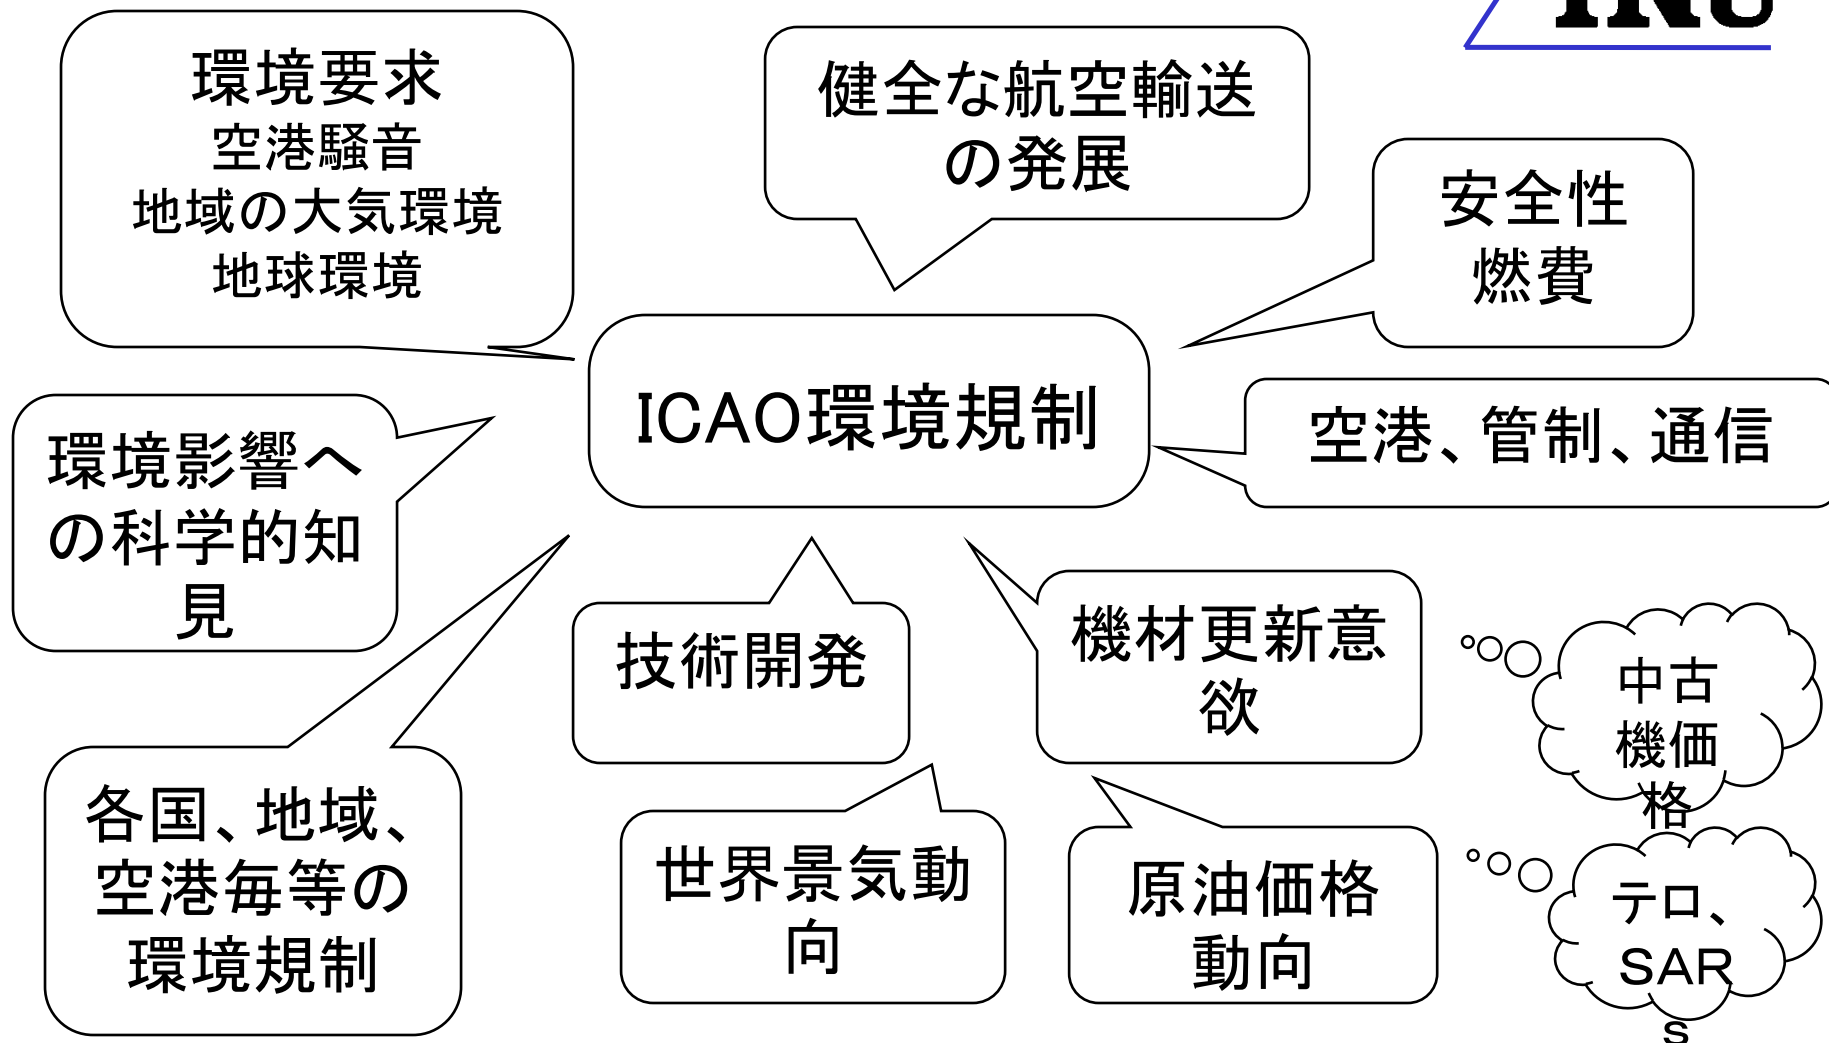 環境要求
空港騒音
地域の大気環境
地球環境
健全な航空輸送
の発展
安全性
燃費
ICAO環境規制
空港、管制、通信
環境影響へ
の科学的知
見
技術開発
機材更新意
欲
中古
機価
格
各国、地域、
空港毎等の
環境規制
世界景気動
向
原油価格
動向
テロ、
SAR
S